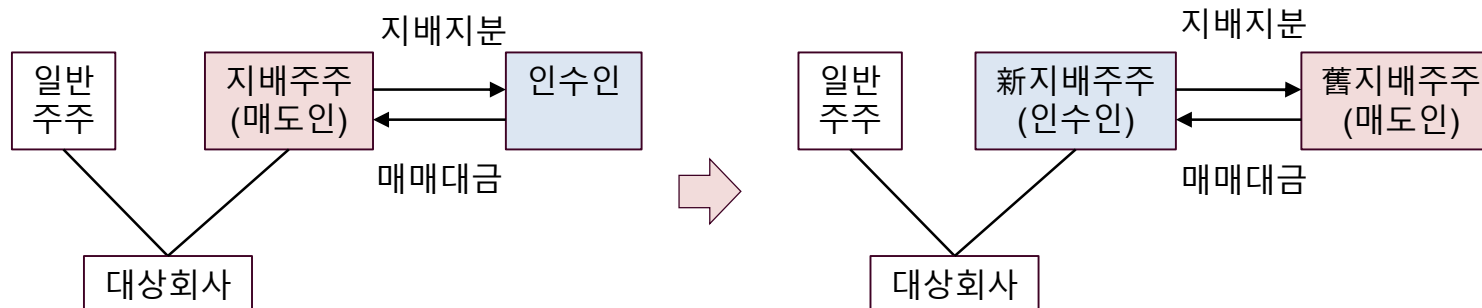 지배지분
일반
주주
지배주주
(매도인)
인수인
매매대금
대상회사
지배지분
일반
주주
新지배주주
(인수인)
舊지배주주
(매도인)
매매대금
대상회사